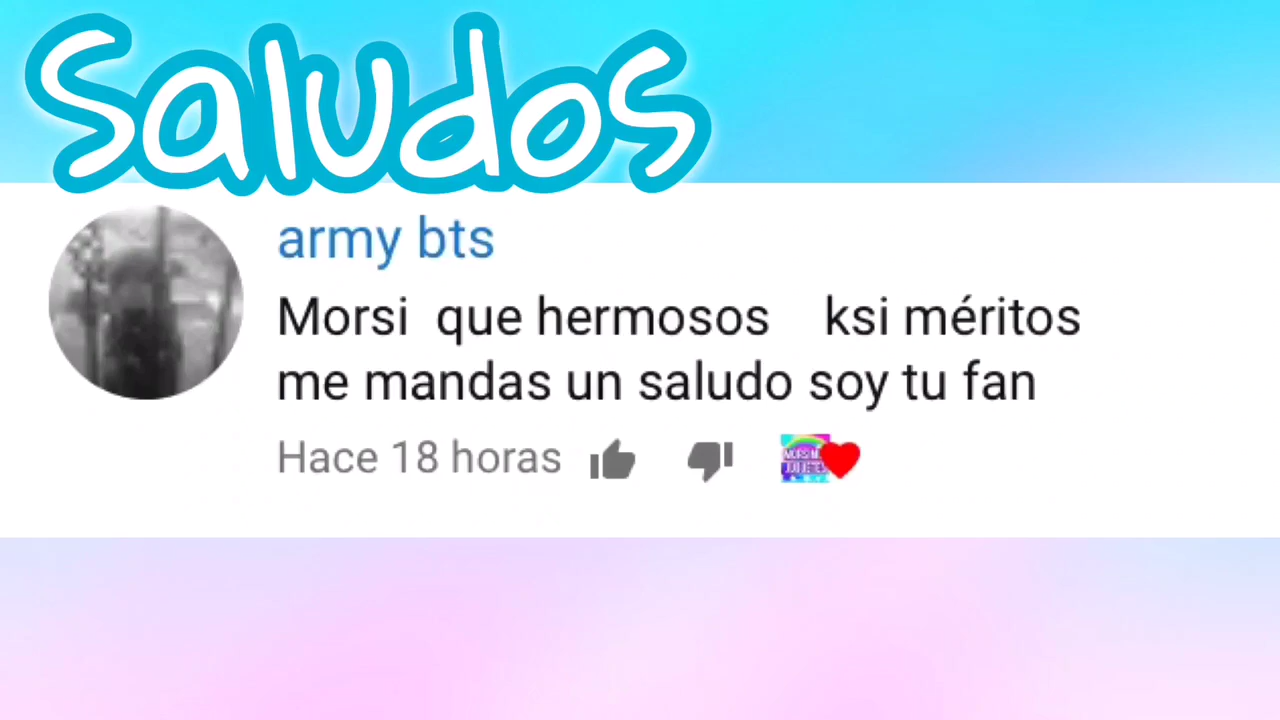 Saludos
army bts
Morsi que hermosos ksi méritos
me mandas un saludo soy tu fan
Hace 18 horas